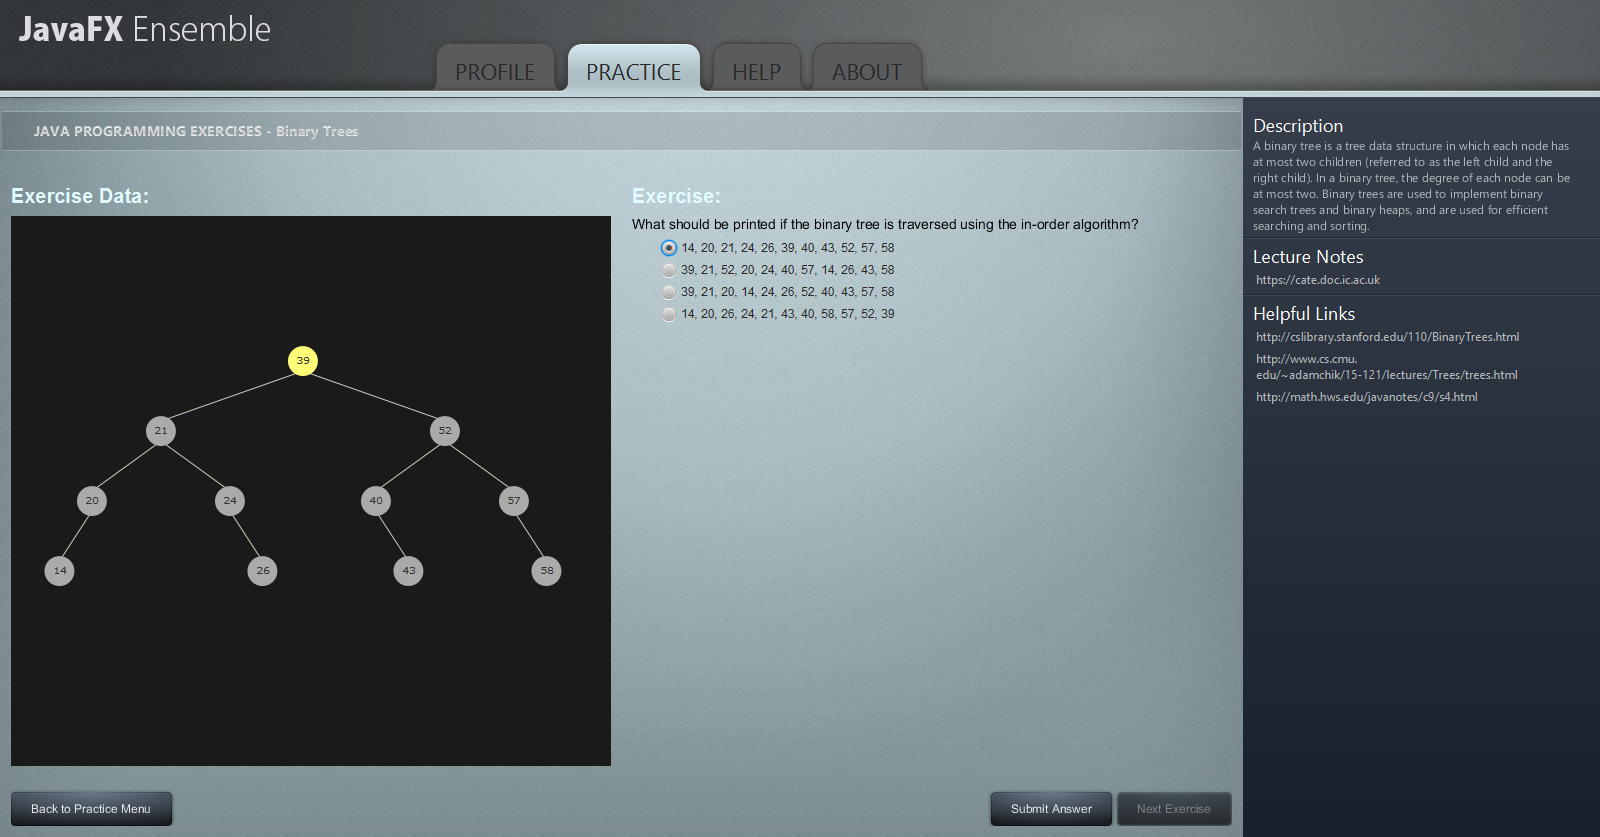 JavaFX Ensemble
PROFILE
PRACTICE
HELP
ABOUT
JAVA PROGRAMMING EXERCISES - Binary Trees
Exercise Data:
39
21
52
20
24
40
57
14
26
43
58
Exercise:
What should be printed if the binary tree is traversed using the in-order algorithm?
14, 20, 21, 24, 26, 39, 40, 43, 52, 57, 58
39, 21, 52, 20, 24, 40, 57, 14, 26, 43, 58
39, 21, 20, 14, 24, 26, 52, 40, 43, 57, 58
14, 20, 26, 24, 21, 43, 40, 58, 57, 52, 39
Description
A binary tree is a tree data structure in which each node has
at most two children (referred to as the left child and the
right child). In a binary tree, the degree of each node can be
at most two. Binary trees are used to implement binary
search trees and binary heaps, and are used for efficient
searching and sorting.
Lecture Notes
https://cate.doc.ic.ac.uk
Helpful Links
http://cslibrary.stanford.edu/110/BinaryTrees.html
http://www.cs.cmu.
edu/~adamchik/15-121/lectures/Trees/trees.html
http://math.hws.edu/javanotes/c9/s4.html
Back to Practice Menu
Submit Answer
Next Exercise